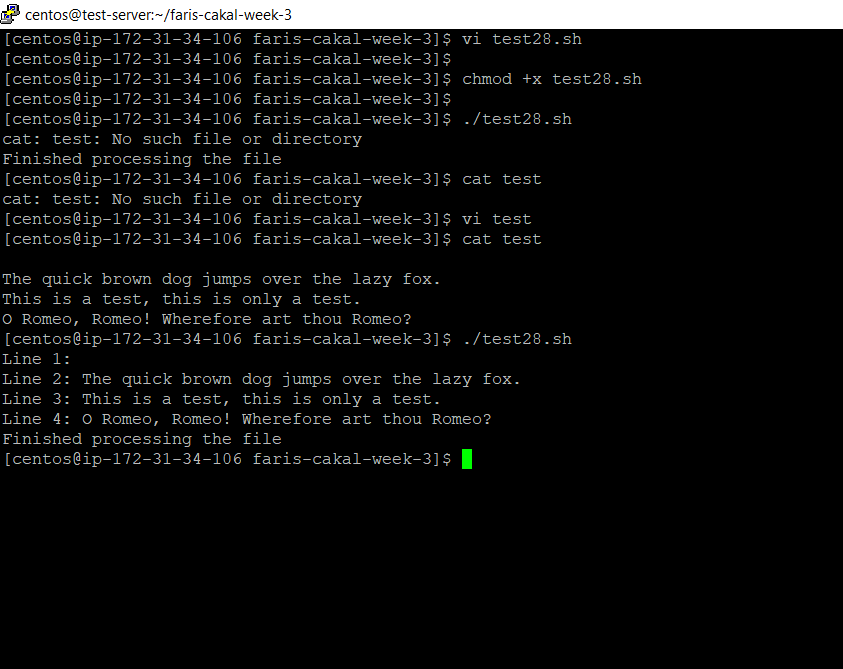 centos@test-server:~/faris-cakal-week-3
[centos@ip-172-31-34-106 faris-cakal-week-3]$ vi test28.sh
[centos@ip-172-31-34-106 faris-cakal-week-3]$
[centos@ip-172-31-34-106 faris-cakal-week-3]$ chmod +x test28.sh
[centos@ip-172-31-34-106 faris-cakal-week-3]$
[centos@ip-172-31-34-106 faris-cakal-week-3]$ ./test28.sh
cat: test: No such file or directory
Finished processing the file
[centos@ip-172-31-34-106 faris-cakal-week-3]$ cat test
cat: test: No such file or directory
[centos@ip-172-31-34-106 faris-cakal-week-3]$ vi test
[centos@ip-172-31-34-106 faris-cakal-week-3]$ cat test

The quick brown dog jumps over the lazy fox.
This is a test, this is only a test.
O Romeo, Romeo! Wherefore art thou Romeo?
[centos@ip-172-31-34-106 faris-cakal-week-3]$ ./test28.sh
Line 1:
Line 2: The quick brown dog jumps over the lazy fox.
Line 3: This is a test, this is only a test.
Line 4: O Romeo, Romeo! Wherefore art thou Romeo?
Finished processing the file
[centos@ip-172-31-34-106 faris-cakal-week-3]$